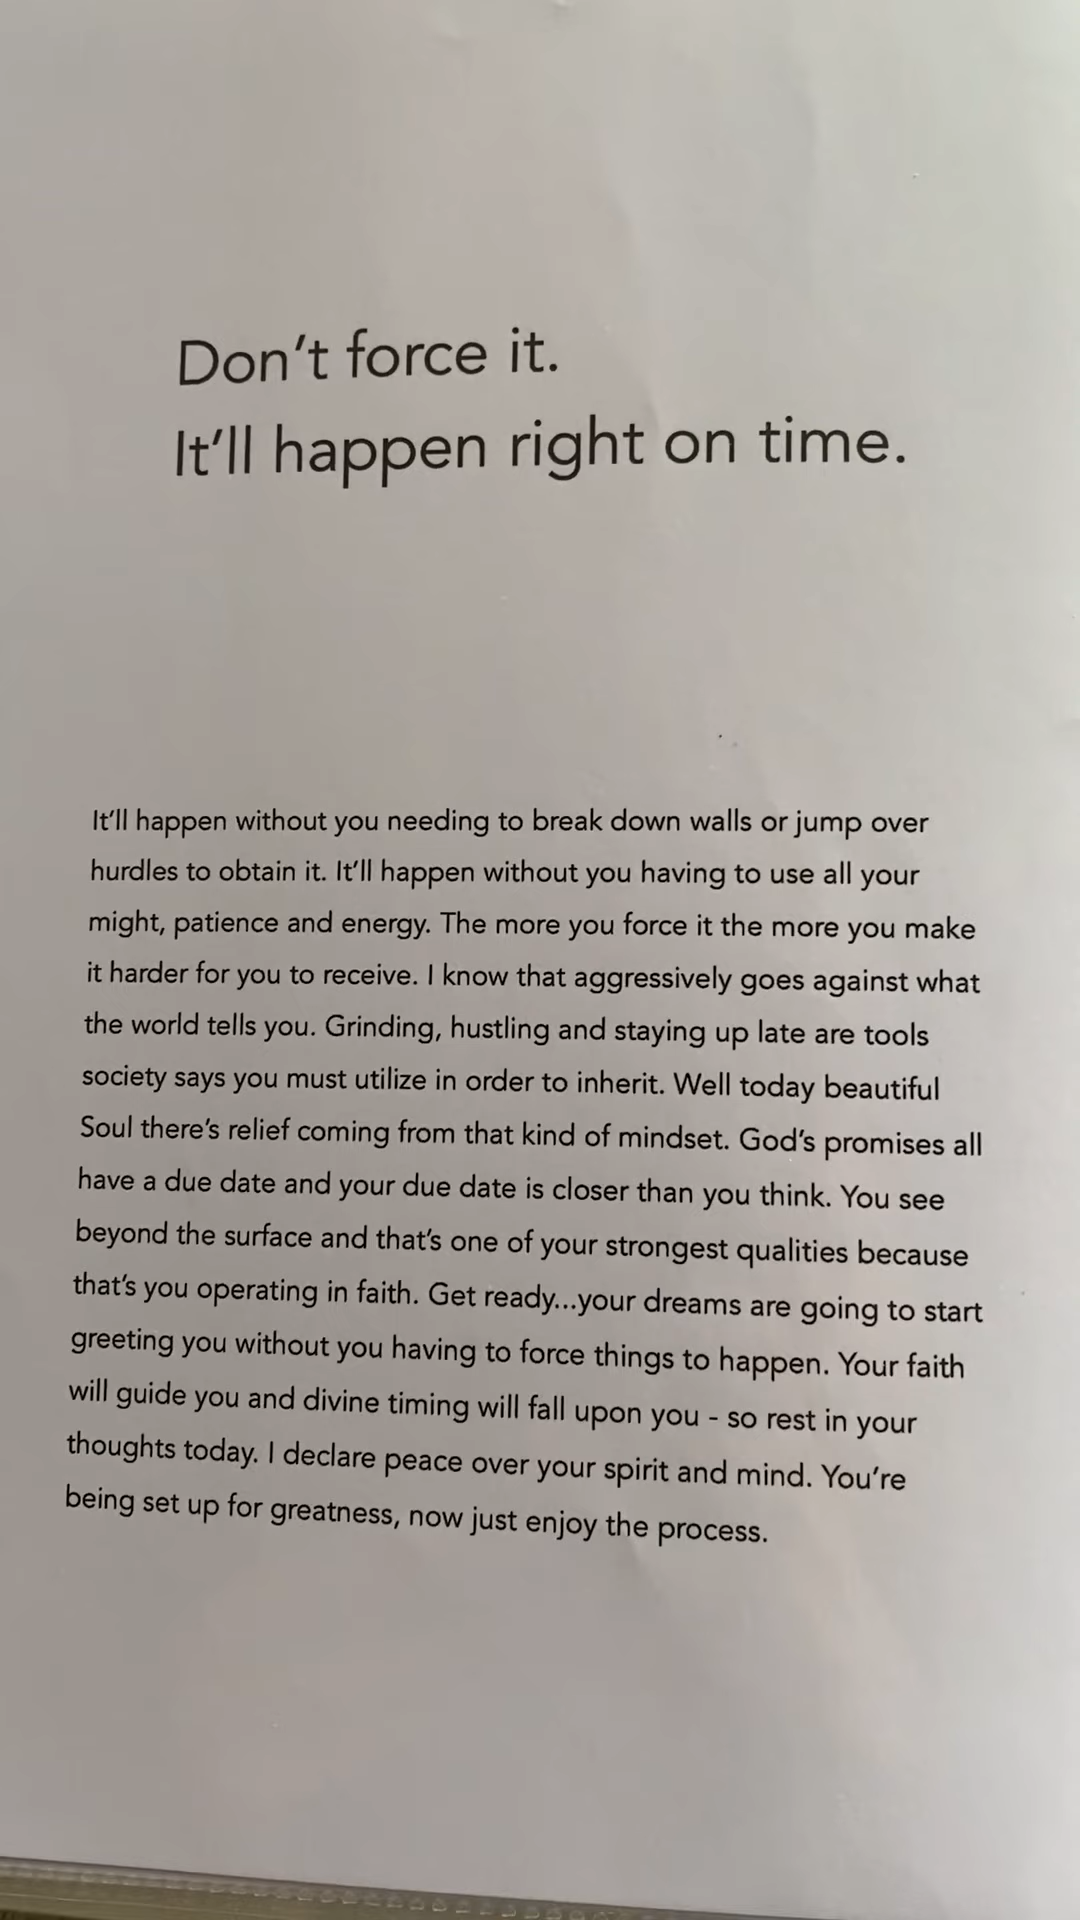 Don't force it.
It'll happen right on time.
It'll happen without you needing to break down walls or jump over
hurdles to obtain it. It'll happen without you having to use all your
might, patience and energy. The more you force it the more you make
it harder for you to receive. I know that aggressively goes against what
the world tells you. Grinding, hustling and staying up late are tools
society says you must utilize in order to inherit. Well today beautiful
Soul there's relief coming from that kind of mindset. God's promises all
have a due date and your due date is closer than you think. You see
beyond the surface and that's one of your strongest qualities because
that's you operating in faith. Get ready...your dreams are going to start
greeting you without you having to force things to happen. Your faith
will guide you and divine timing will fall upon you - so rest in your
thoughts today. I declare peace over your spirit and mind. You're
being set up for greatness, now just enjoy the process.